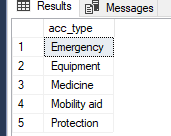 Results Messages
acc_type
1 Emergency
2 Equipment
3 Medicine
4 Mobility aid
5 Protection